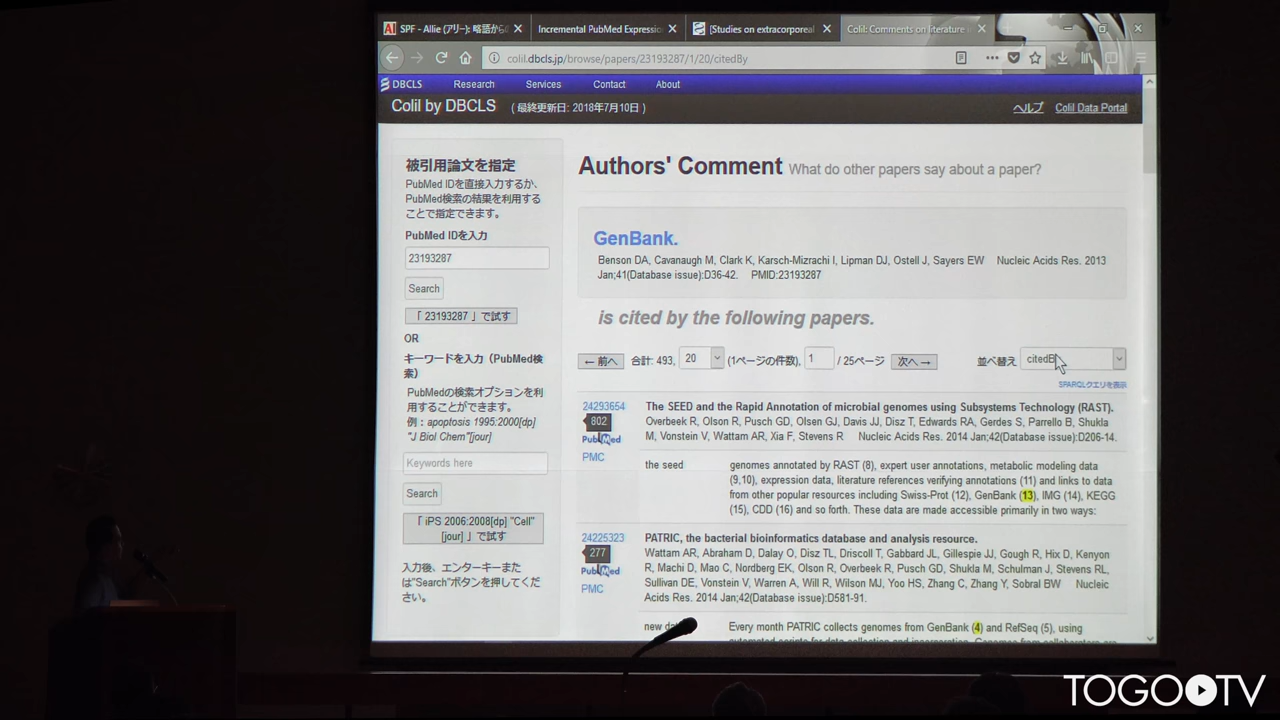 SPF - Allie (アリー): 略語から
Incremental PubMed Expressio
[Studies on extracorporeal
Colil: Comments on literature i
colil.dbcls.jp/browse/papers/23193287/1/20/citedBy
DBCLS Research Services Contact About
Colil by DBCLS ( 最終更新日: 2018年7月10日 ) ヘルプ Colil Data Portal
被引用論文を指定
PubMed IDを直接入力するか、
PubMed検索の結果を利用する
ことで指定できます。
PubMed IDを入力
23193287
Search
「 23193287 」で試す
OR
キーワードを入力（PubMed検
索）
PubMedの検索オプションを利
用することができます。
例：apoptosis 1995:2000[dp]
"J Biol Chem"[jour]
Keywords here
Search
「 iPS 2006:2008[dp] "Cell"
[jour] 」で試す
入力後、エンターキーまた
は"Search"ボタンを押してくだ
さい。
Authors' Comment What do other papers say about a paper?
GenBank.
Benson DA, Cavanaugh M, Clark K, Karsch-Mizrachi I, Lipman DJ, Ostell J, Sayers EW Nucleic Acids Res. 2013
Jan;41(Database issue):D36-42. PMID:23193287
is cited by the following papers.
← 前へ 合計: 493, 20 (1ページの件数), 1 / 25ページ 次へ → 並べ替え citedB
SPARQLクエリを表示
24293654
802
PubMed
PMC
The SEED and the Rapid Annotation of microbial genomes using Subsystems Technology (RAST).
Overbeek R, Olson R, Pusch GD, Olsen GJ, Davis JJ, Disz T, Edwards RA, Gerdes S, Parrello B, Shukla
M, Vonstein V, Wattam AR, Xia F, Stevens R Nucleic Acids Res. 2014 Jan;42(Database issue):D206-14.
the seed
genomes annotated by RAST (8), expert user annotations, metabolic modeling data
(9,10), expression data, literature references verifying annotations (11) and links to data
from other popular resources including Swiss-Prot (12), GenBank (13), IMG (14), KEGG
(15), CDD (16) and so forth. These data are made accessible primarily in two ways:
24225323
277
PubMed
PMC
PATRIC, the bacterial bioinformatics database and analysis resource.
Wattam AR, Abraham D, Dalay O, Disz TL, Driscoll T, Gabbard JL, Gillespie JJ, Gough R, Hix D, Kenyon
R, Machi D, Mao C, Nordberg EK, Olson R, Overbeek R, Pusch GD, Shukla M, Schulman J, Stevens RL,
Sullivan DE, Vonstein V, Warren A, Will R, Wilson MJ, Yoo HS, Zhang C, Zhang Y, Sobral BW Nucleic
Acids Res. 2014 Jan;42(Database issue):D581-91.
new dat
Every month PATRIC collects genomes from GenBank (4) and RefSeq (5), using
TOGO TV